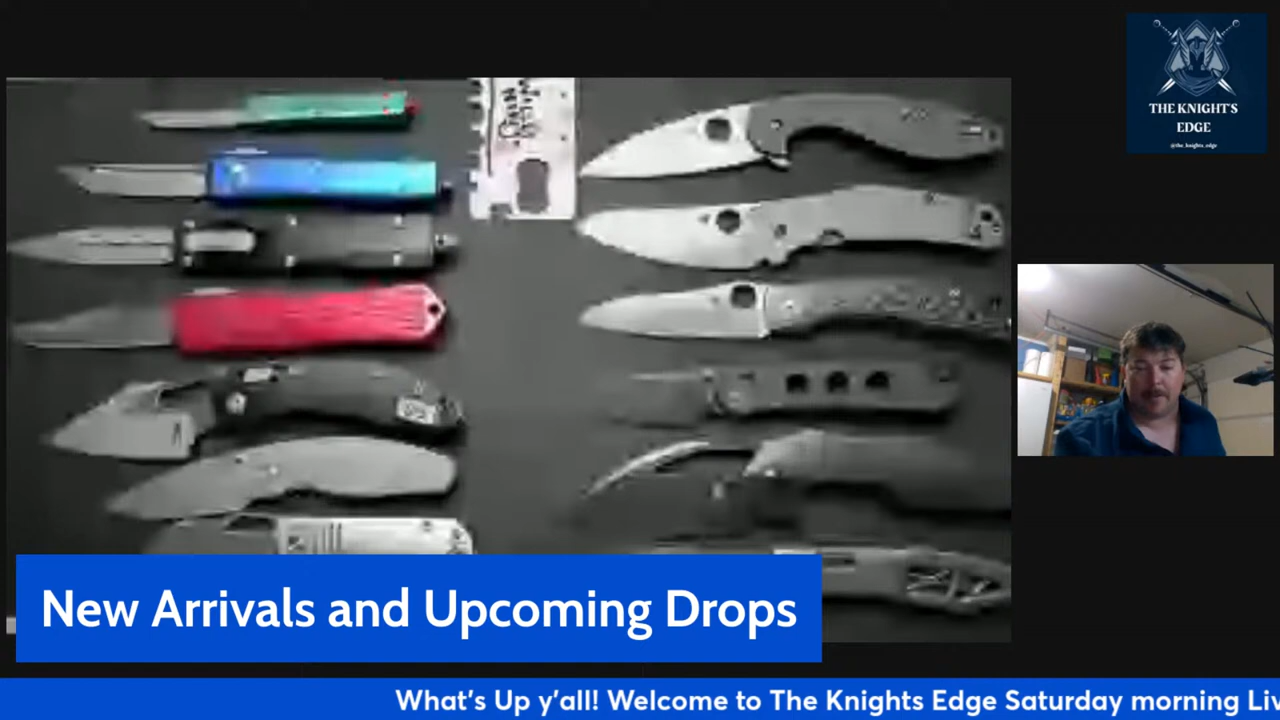 THE KNIGHT'S
EDGE
@the_knights_edge
New Arrivals and Upcoming Drops
What's Up y'all! Welcome to The Knights Edge Saturday morning Liv